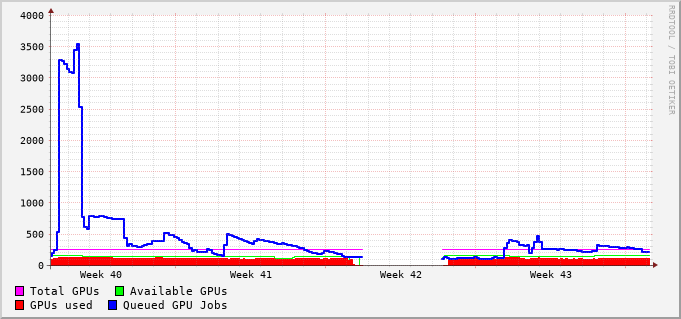 4000
3500
3000
2500
2000
1500
1000
500
0
Week 40 Week 41 Week 42 Week 43
Total GPUs Available GPUs
GPUs used Queued GPU Jobs
RRDTOOL / TOBI OETIKER